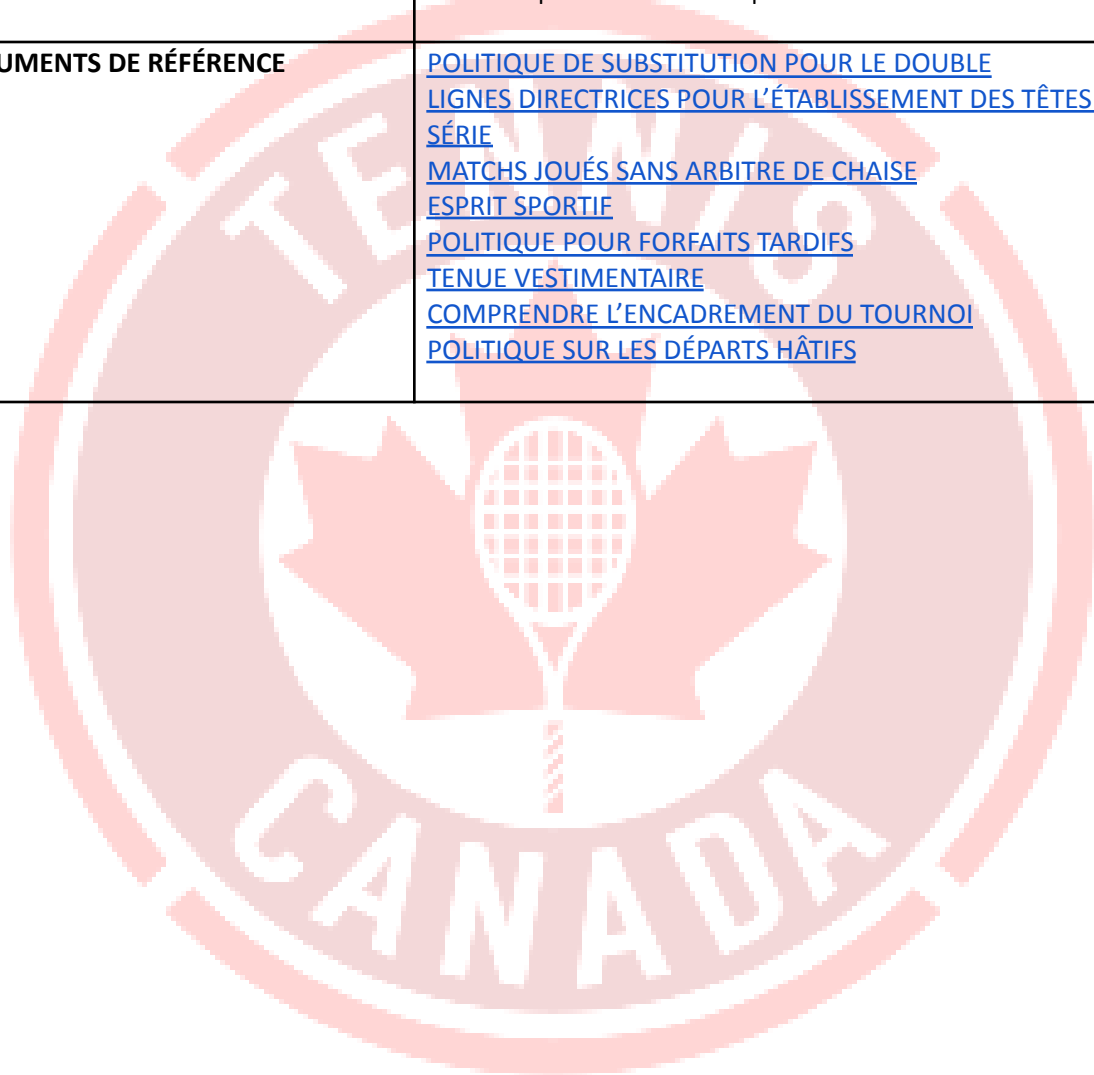 UMENTS DE RÉFÉRENCE
POLITIQUE DE SUBSTITUTION POUR LE DOUBLE
LIGNES DIRECTRICES POUR L’ÉTABLISSEMENT DES TÊTES
SÉRIE
MATCHS JOUÉS SANS ARBITRE DE CHAISE
ESPRIT SPORTIF
POLITIQUE POUR FORFAITS TARDIFS
TENUE VESTIMENTAIRE
COMPRENDRE L’ENCADREMENT DU TOURNOI
POLITIQUE SUR LES DÉPARTS HÂTIFS
TENNIS
CANADA